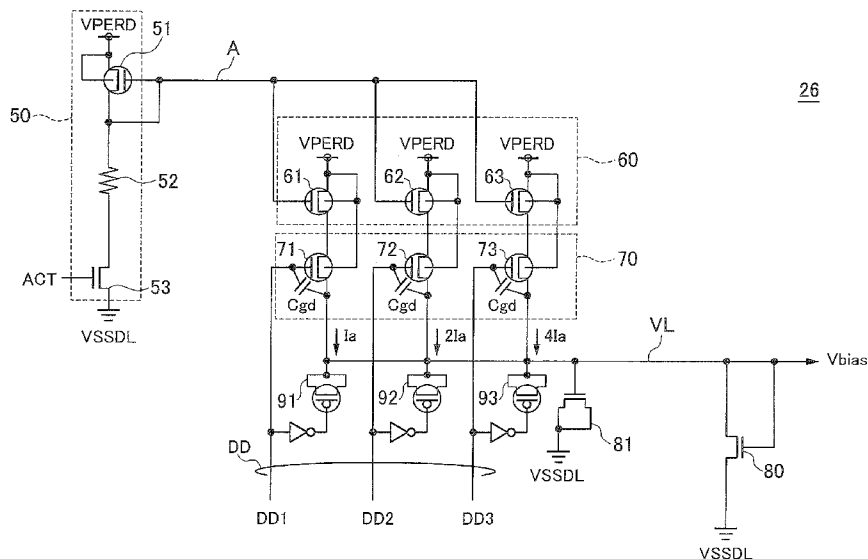 VPERD
51
A
26
50
VPERD
VPERD
VPERD
60
61
62
63
52
71
72
73
70
ACT
53
Cgd
Cgd
Cgd
VSSDL
Ia
2Ia
4Ia
VL
Vbias
91
92
93
81
80
DD
VSSDL
DD1
DD2
DD3
VSSDL